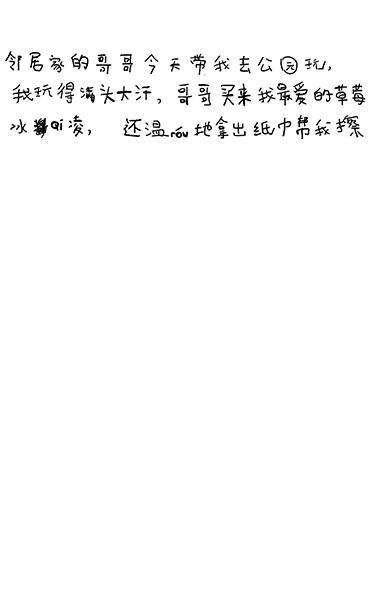 邻居家的哥哥今天带我去公园玩,
我玩得满头大汗,哥哥买来我最爱的草莓
冰qi凌, 还温róu地拿出纸巾帮我擦